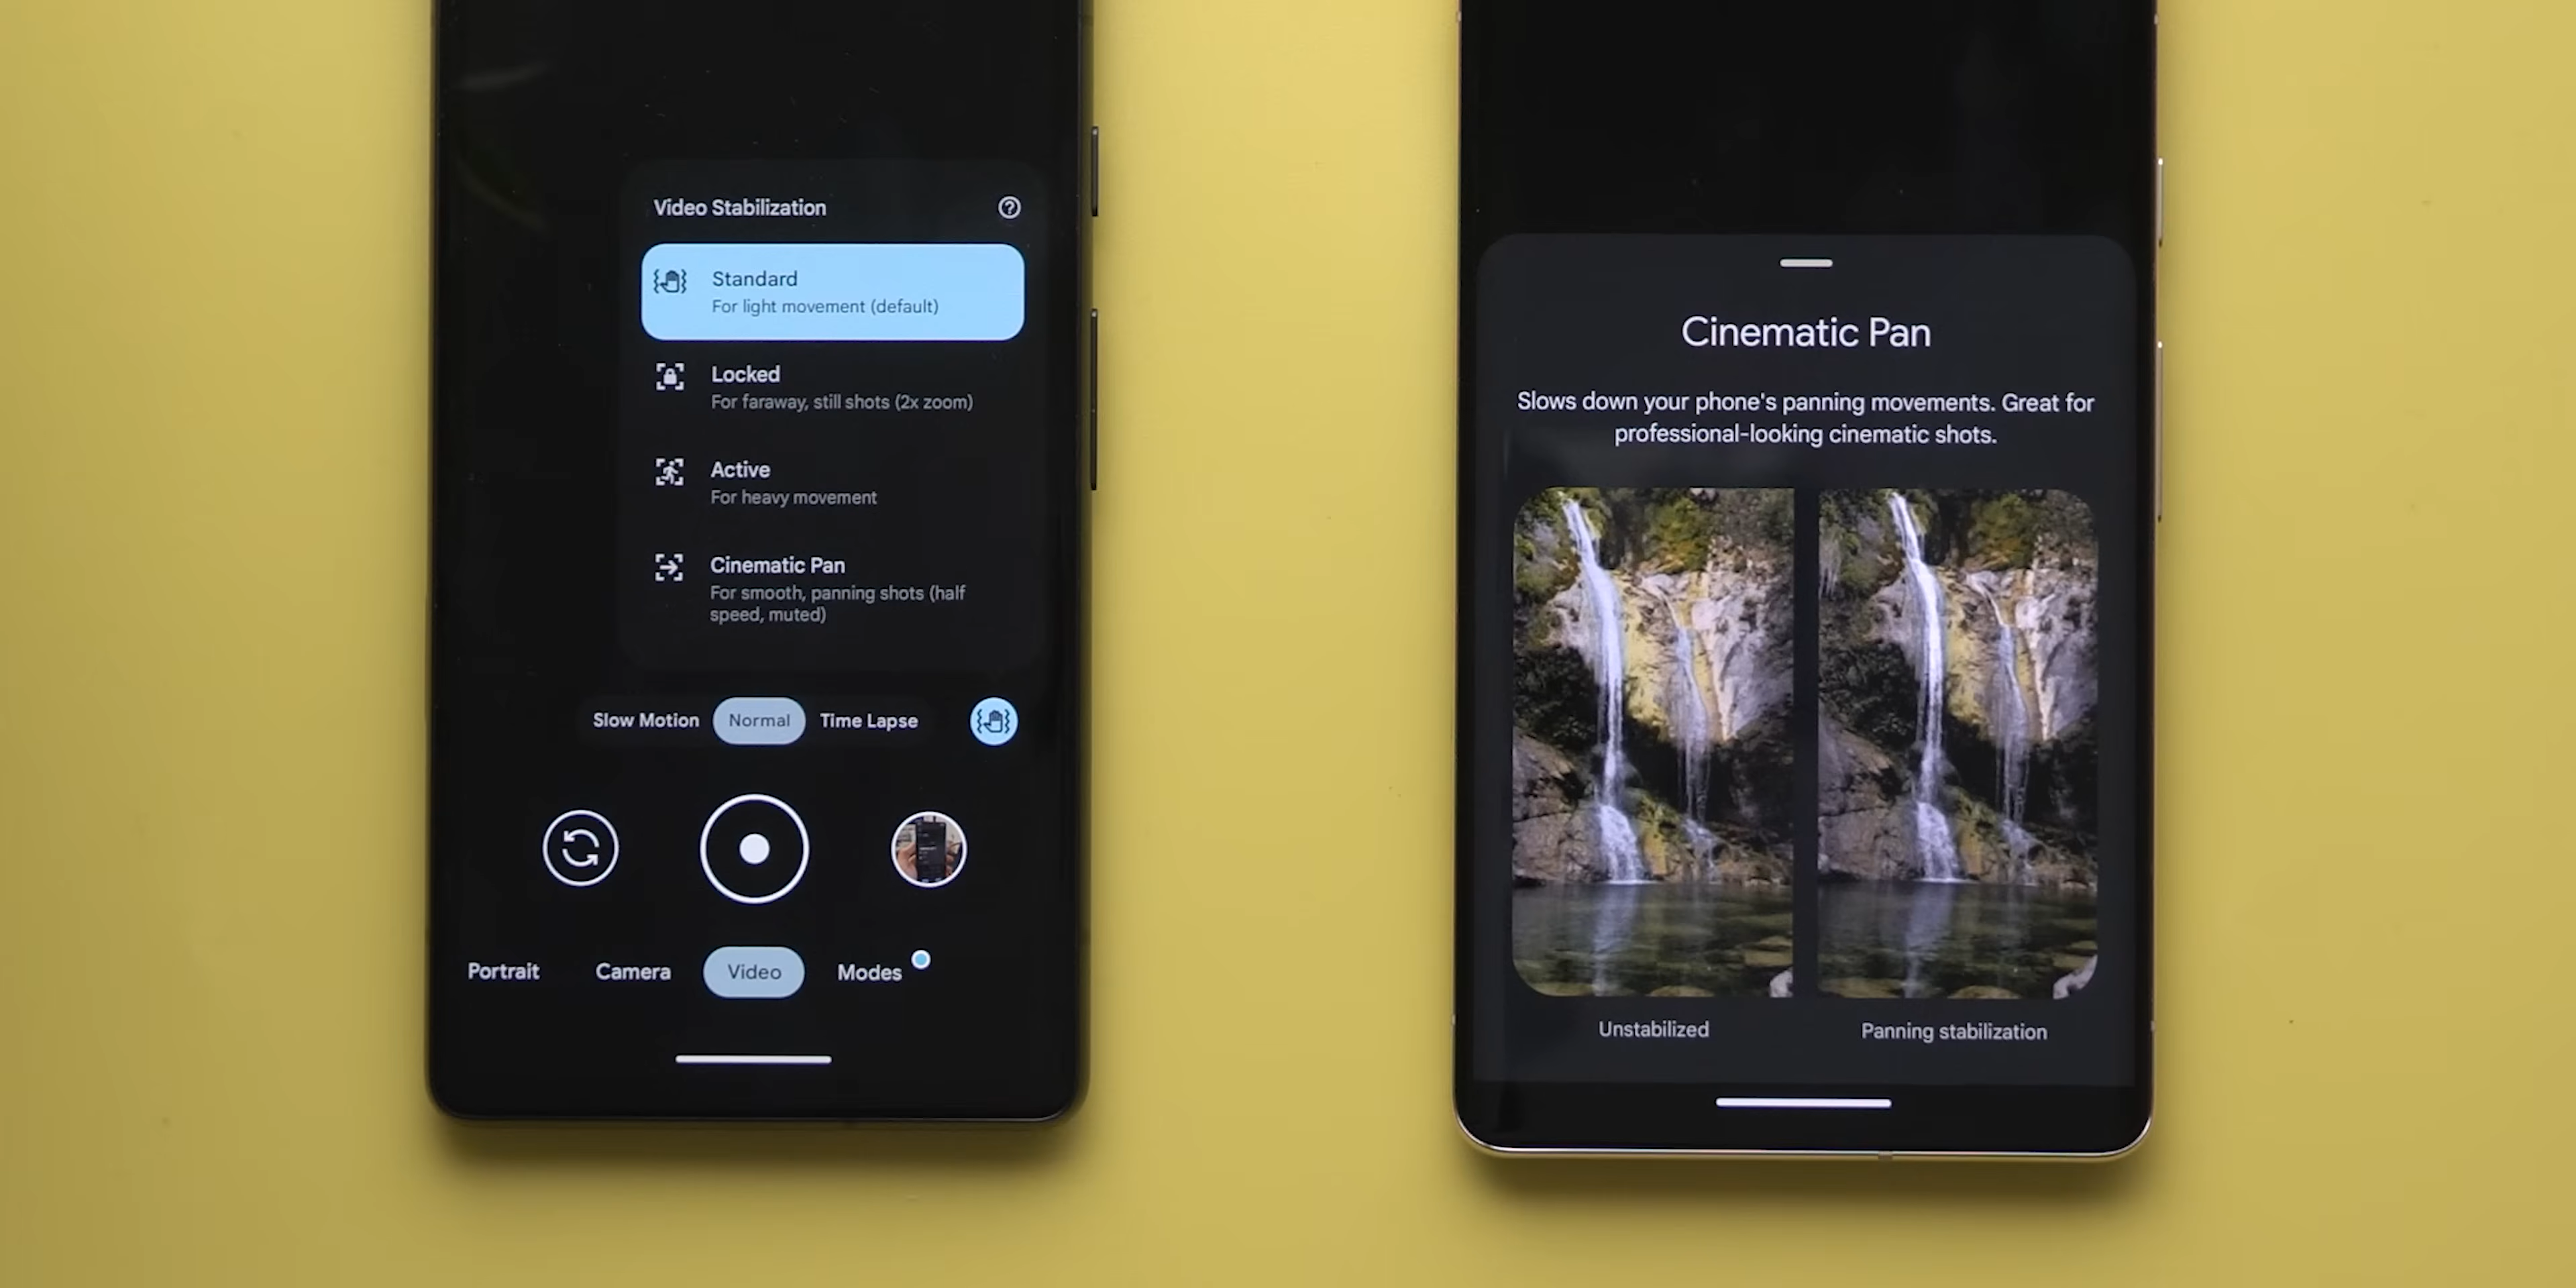 Video Stabilization
Standard
For light movement (default)
Locked
For faraway, still shots (2x zoom)
Active
For heavy movement
Cinematic Pan
For smooth, panning shots (half
speed, muted)
Slow Motion
Normal
Time Lapse
Portrait
Camera
Video
Modes
Cinematic Pan
Slows down your phone's panning movements. Great for
professional-looking cinematic shots.
Unstabilized
Panning stabilization